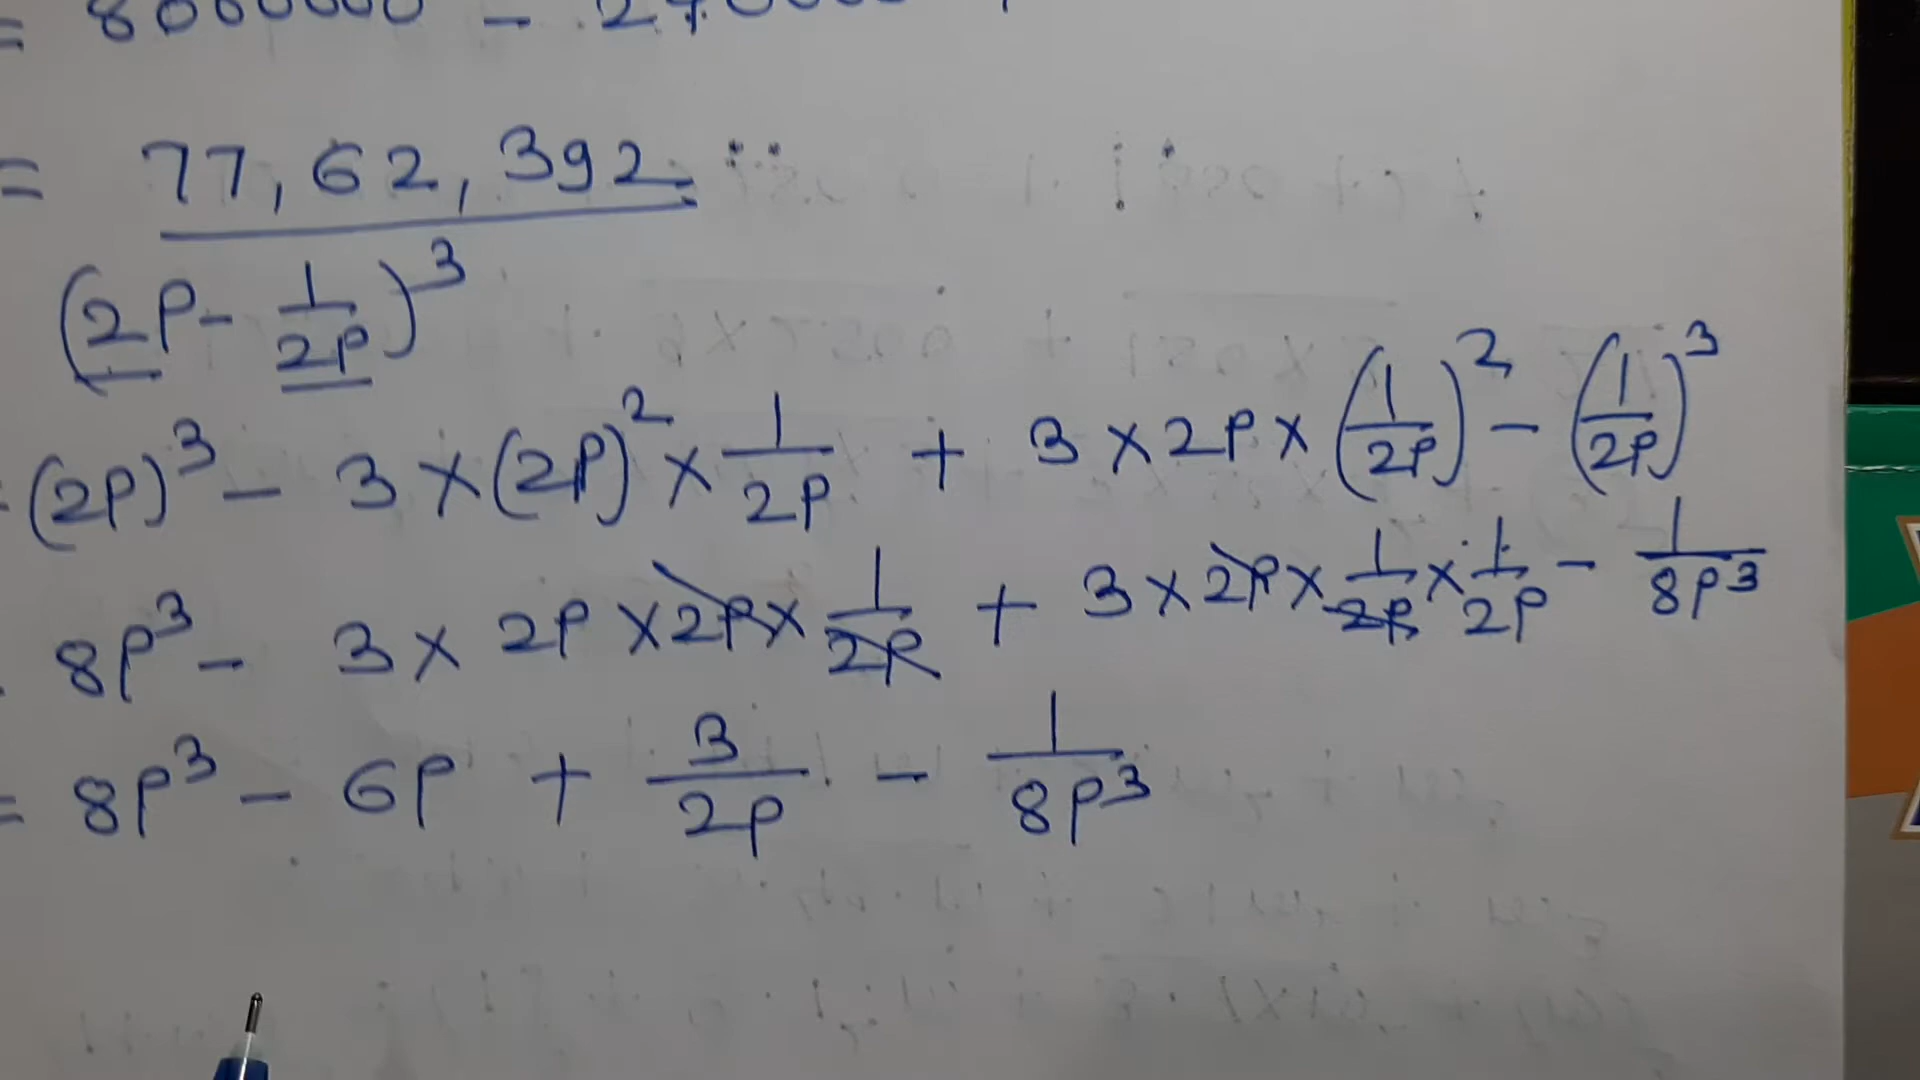 = 8000000 - 240000
= 77,62,392
(2P - 1/2P)³
= (2P)³ - 3 × (2P)² × 1/2P + 3 × 2P × (1/2P)² - (1/2P)³
8P³ - 3 × 2P × 2P × 1/2P + 3 × 2P × 1/2P × 1/2P - 1/8P³
= 8P³ - 6P + 3/2P - 1/8P³